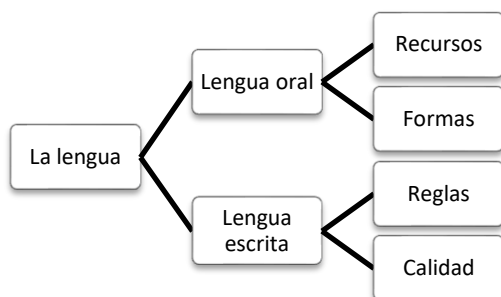 La lengua
Lengua oral
Recursos
Formas
Lengua
escrita
Reglas
Calidad